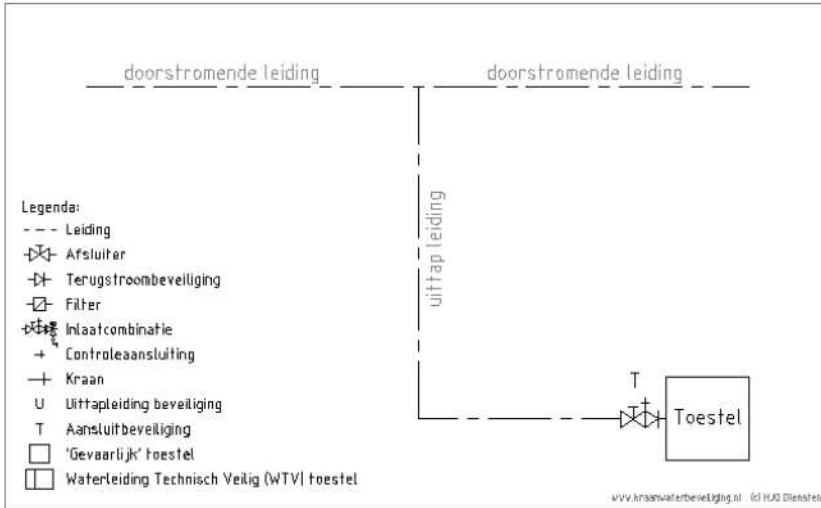 doorstromende leiding
doorstromende leiding
uittap leiding
Legenda:
Leiding
Afsluiter
Terugstroombeveiliging
Filter
Inlaatcombinatie
Controleaansluiting
Kraan
U Uittapleiding beveiliging
T Aansluitbeveiliging
'Gevaarlijk' toestel
Waterleiding Technisch Veilig (WTV) toestel
T
Toestel
www.kraanwaterbeveiliging.nl (c) HJO Diensten